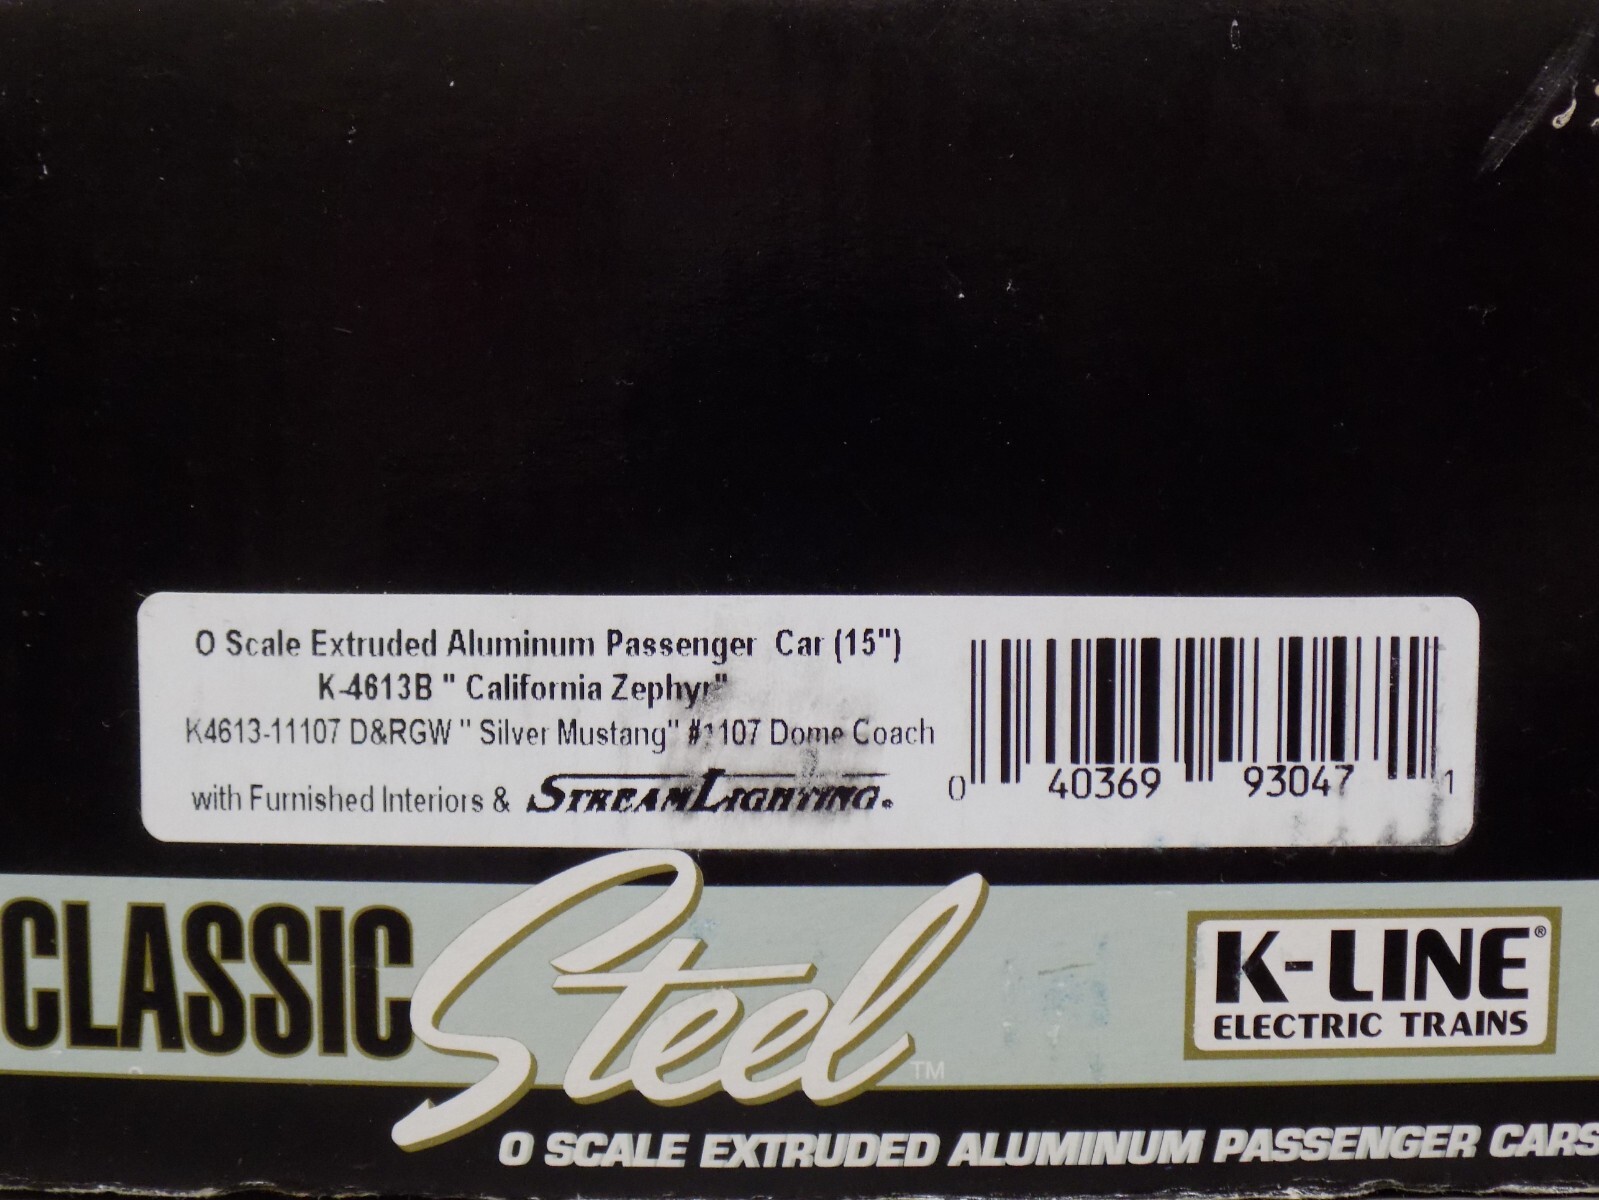 O Scale Extruded Aluminum Passenger Car (15")
K-4613B " California Zephyr"
K4613-11107 D&RGW " Silver Mustang" #1107 Dome Coach
with Furnished Interiors & STREAMLIGHTING.
0 40369 93047 1
CLASSIC Steel™
K-LINE®
ELECTRIC TRAINS
O SCALE EXTRUDED ALUMINUM PASSENGER CARS